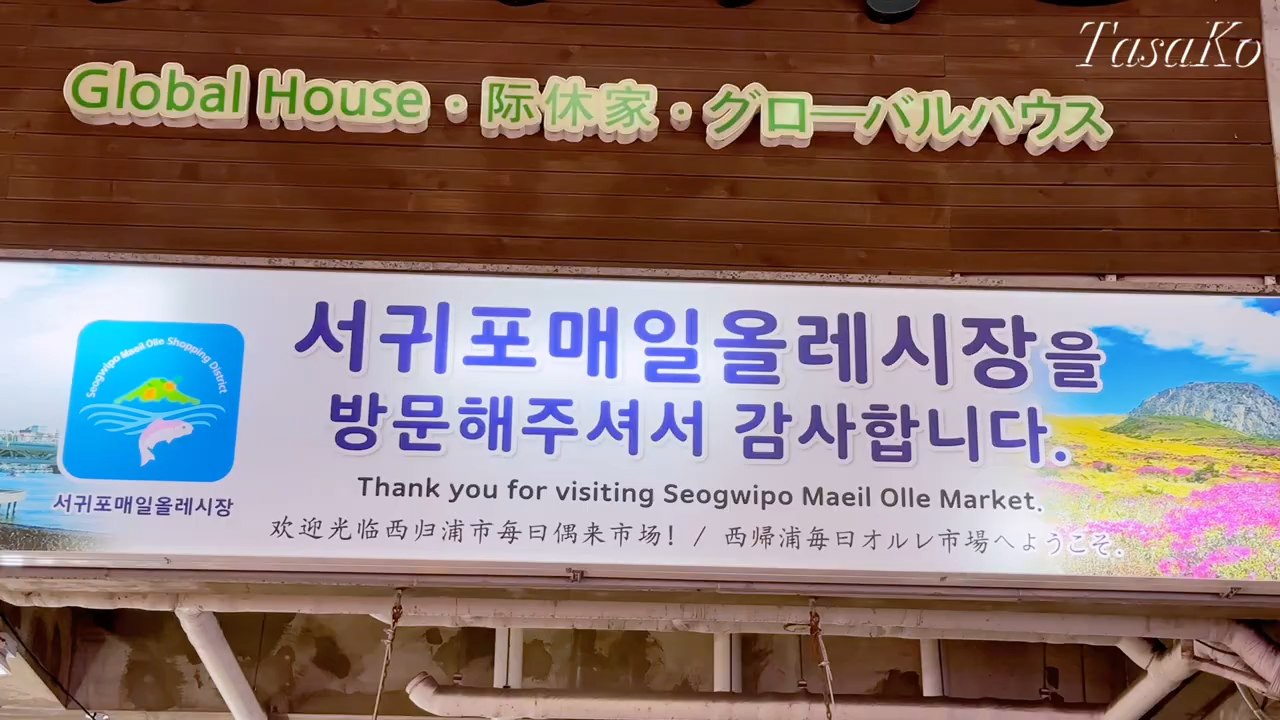 TasaKo
Global House・际休家・グローバルハウス
서귀포매일올레시장을
방문해주셔서 감사합니다.
Thank you for visiting Seogwipo Maeil Olle Market.
欢迎光临西归浦市每日偶来市场! / 西帰浦毎日オルレ市場へようこそ。
Seogwipo Maeil Olle Shopping District
서귀포매일올레시장